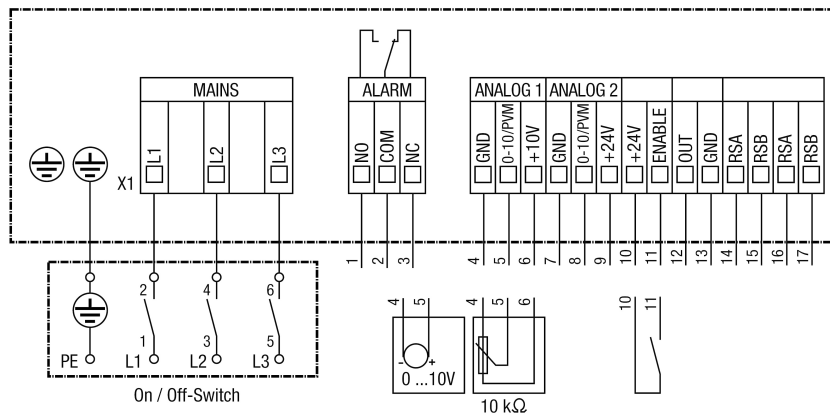 MAINS
ALARM
ANALOG 1 ANALOG 2
X1
L1
L2
L3
NO
COM
NC
GND
0-10/PVM
+10V
GND
0-10/PVM
+24V
+24V
ENABLE
OUT
GND
RSA
RSB
RSA
RSB
1
2
3
4
5
6
7
8
9
10
11
12
13
14
15
16
17
2
4
6
1
3
5
PE
L1
L2
L3
On / Off-Switch
4
5
- +
0 ...10V
4
5
6
10 kΩ
10
11